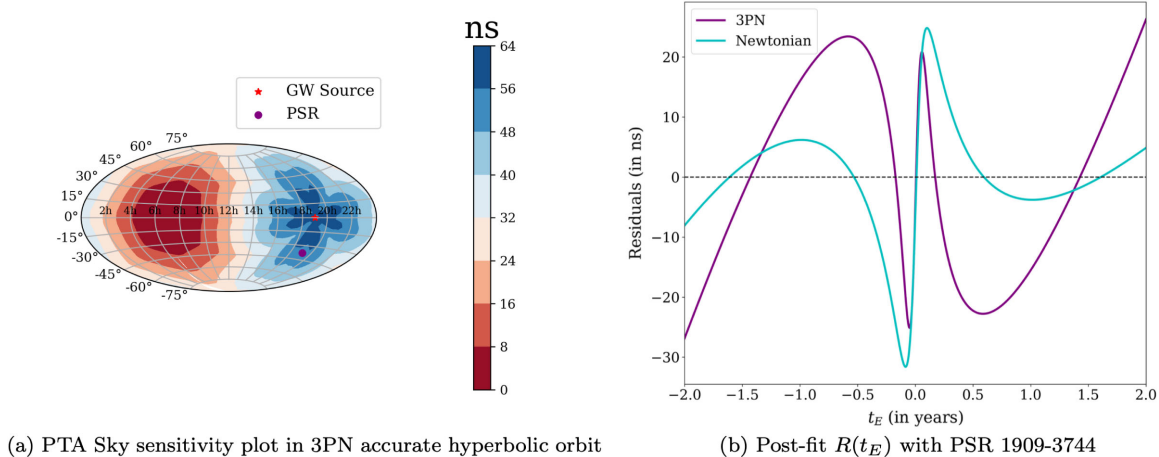 ns
GW Source
PSR
75°
60°
45°
30°
15°
0°
-15°
-30°
-45°
-60°
-75°
2h 4h 6h 8h 10h 12h 14h 16h 18h 20h 22h
64
56
48
40
32
24
16
8
0
(a) PTA Sky sensitivity plot in 3PN accurate hyperbolic orbit
3PN
Newtonian
Residuals (in ns)
20
10
0
-10
-20
-30
-2.0 -1.5 -1.0 -0.5 0.0 0.5 1.0 1.5 2.0
t_E (in years)
(b) Post-fit R(t_E) with PSR 1909-3744